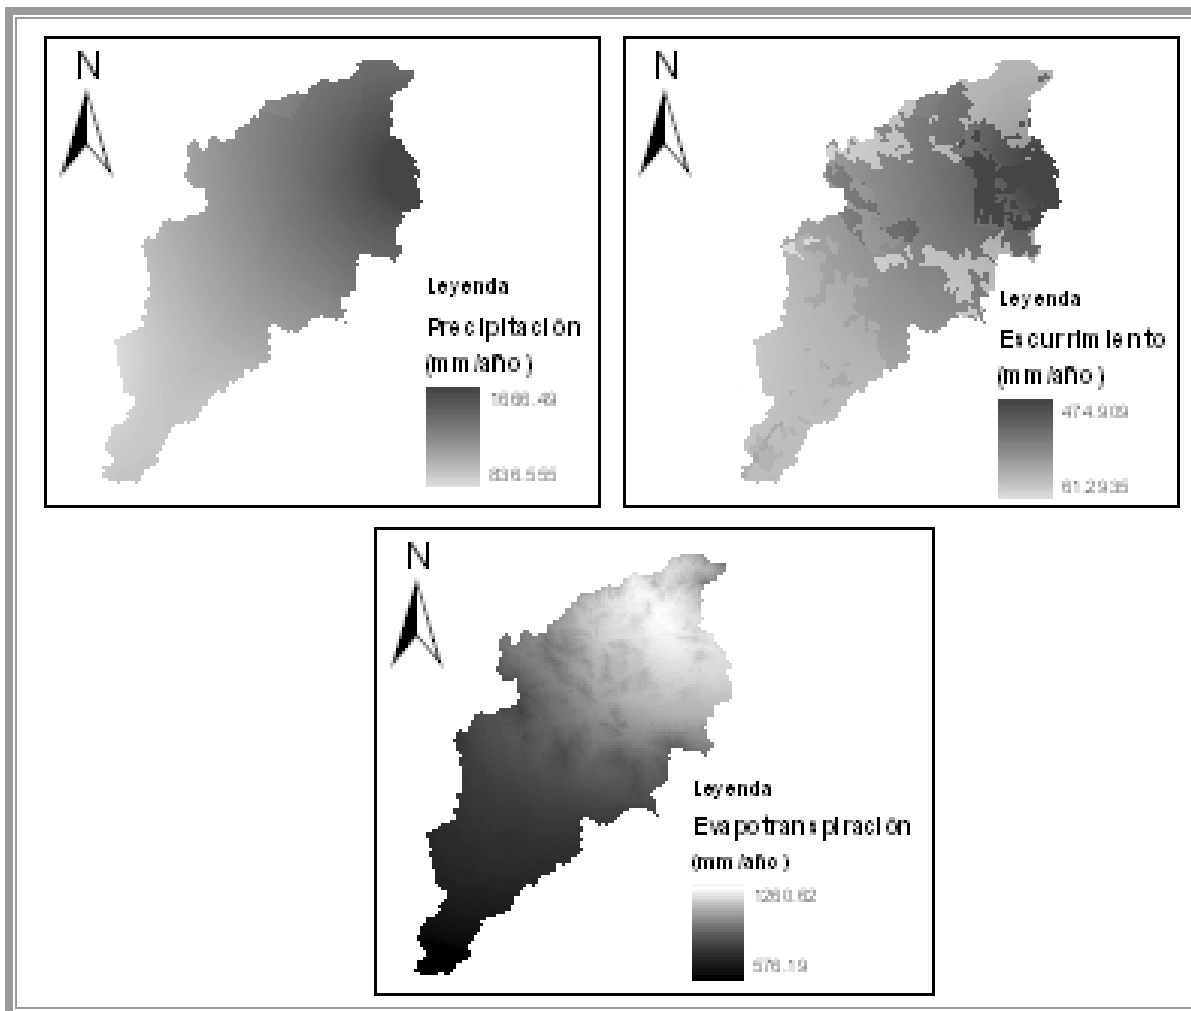 N
Leyenda
Precipitación
(mm/año)
1666.49
836.555
N
Leyenda
Escurrimiento
(mm/año)
474.909
61.2935
N
Leyenda
Evapotranspiración
(mm/año)
1260.62
576.19